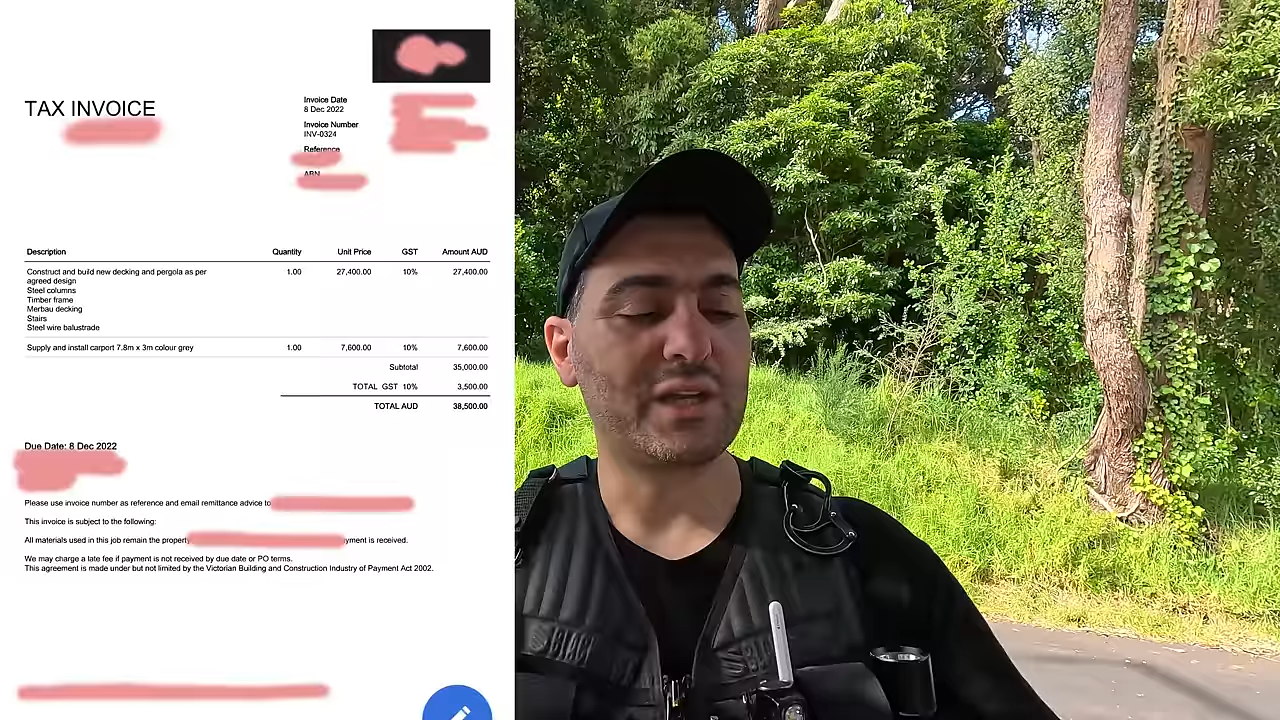 TAX INVOICE
Invoice Date
8 Dec 2022
Invoice Number
INV-0324
Reference
ABN
Description Quantity Unit Price GST Amount AUD
Construct and build new decking and pergola as per 1.00 27,400.00 10% 27,400.00
agreed design
Steel columns
Timber frame
Merbau decking
Stairs
Steel wire balustrade
Supply and install carport 7.8m x 3m colour grey 1.00 7,600.00 10% 7,600.00
Subtotal 35,000.00
TOTAL GST 10% 3,500.00
TOTAL AUD 38,500.00
Due Date: 8 Dec 2022
Please use invoice number as reference and email remittance advice to
This invoice is subject to the following:
All materials used in this job remain the property yment is received.
We may charge a late fee if payment is not received by due date or PO terms.
This agreement is made under but not limited by the Victorian Building and Construction Industry of Payment Act 2002.